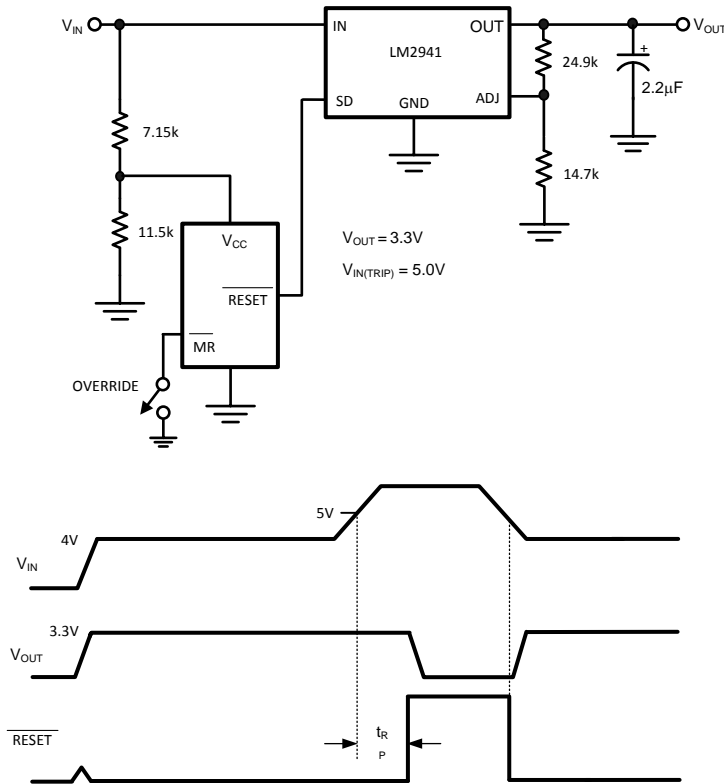 VIN
IN
OUT
VOUT
LM2941
SD
GND
ADJ
24.9k
+
2.2µF
7.15k
14.7k
11.5k
VCC
RESET
MR
VOUT = 3.3V
VIN(TRIP) = 5.0V
OVERRIDE
5V
4V
VIN
3.3V
VOUT
RESET
tR
P